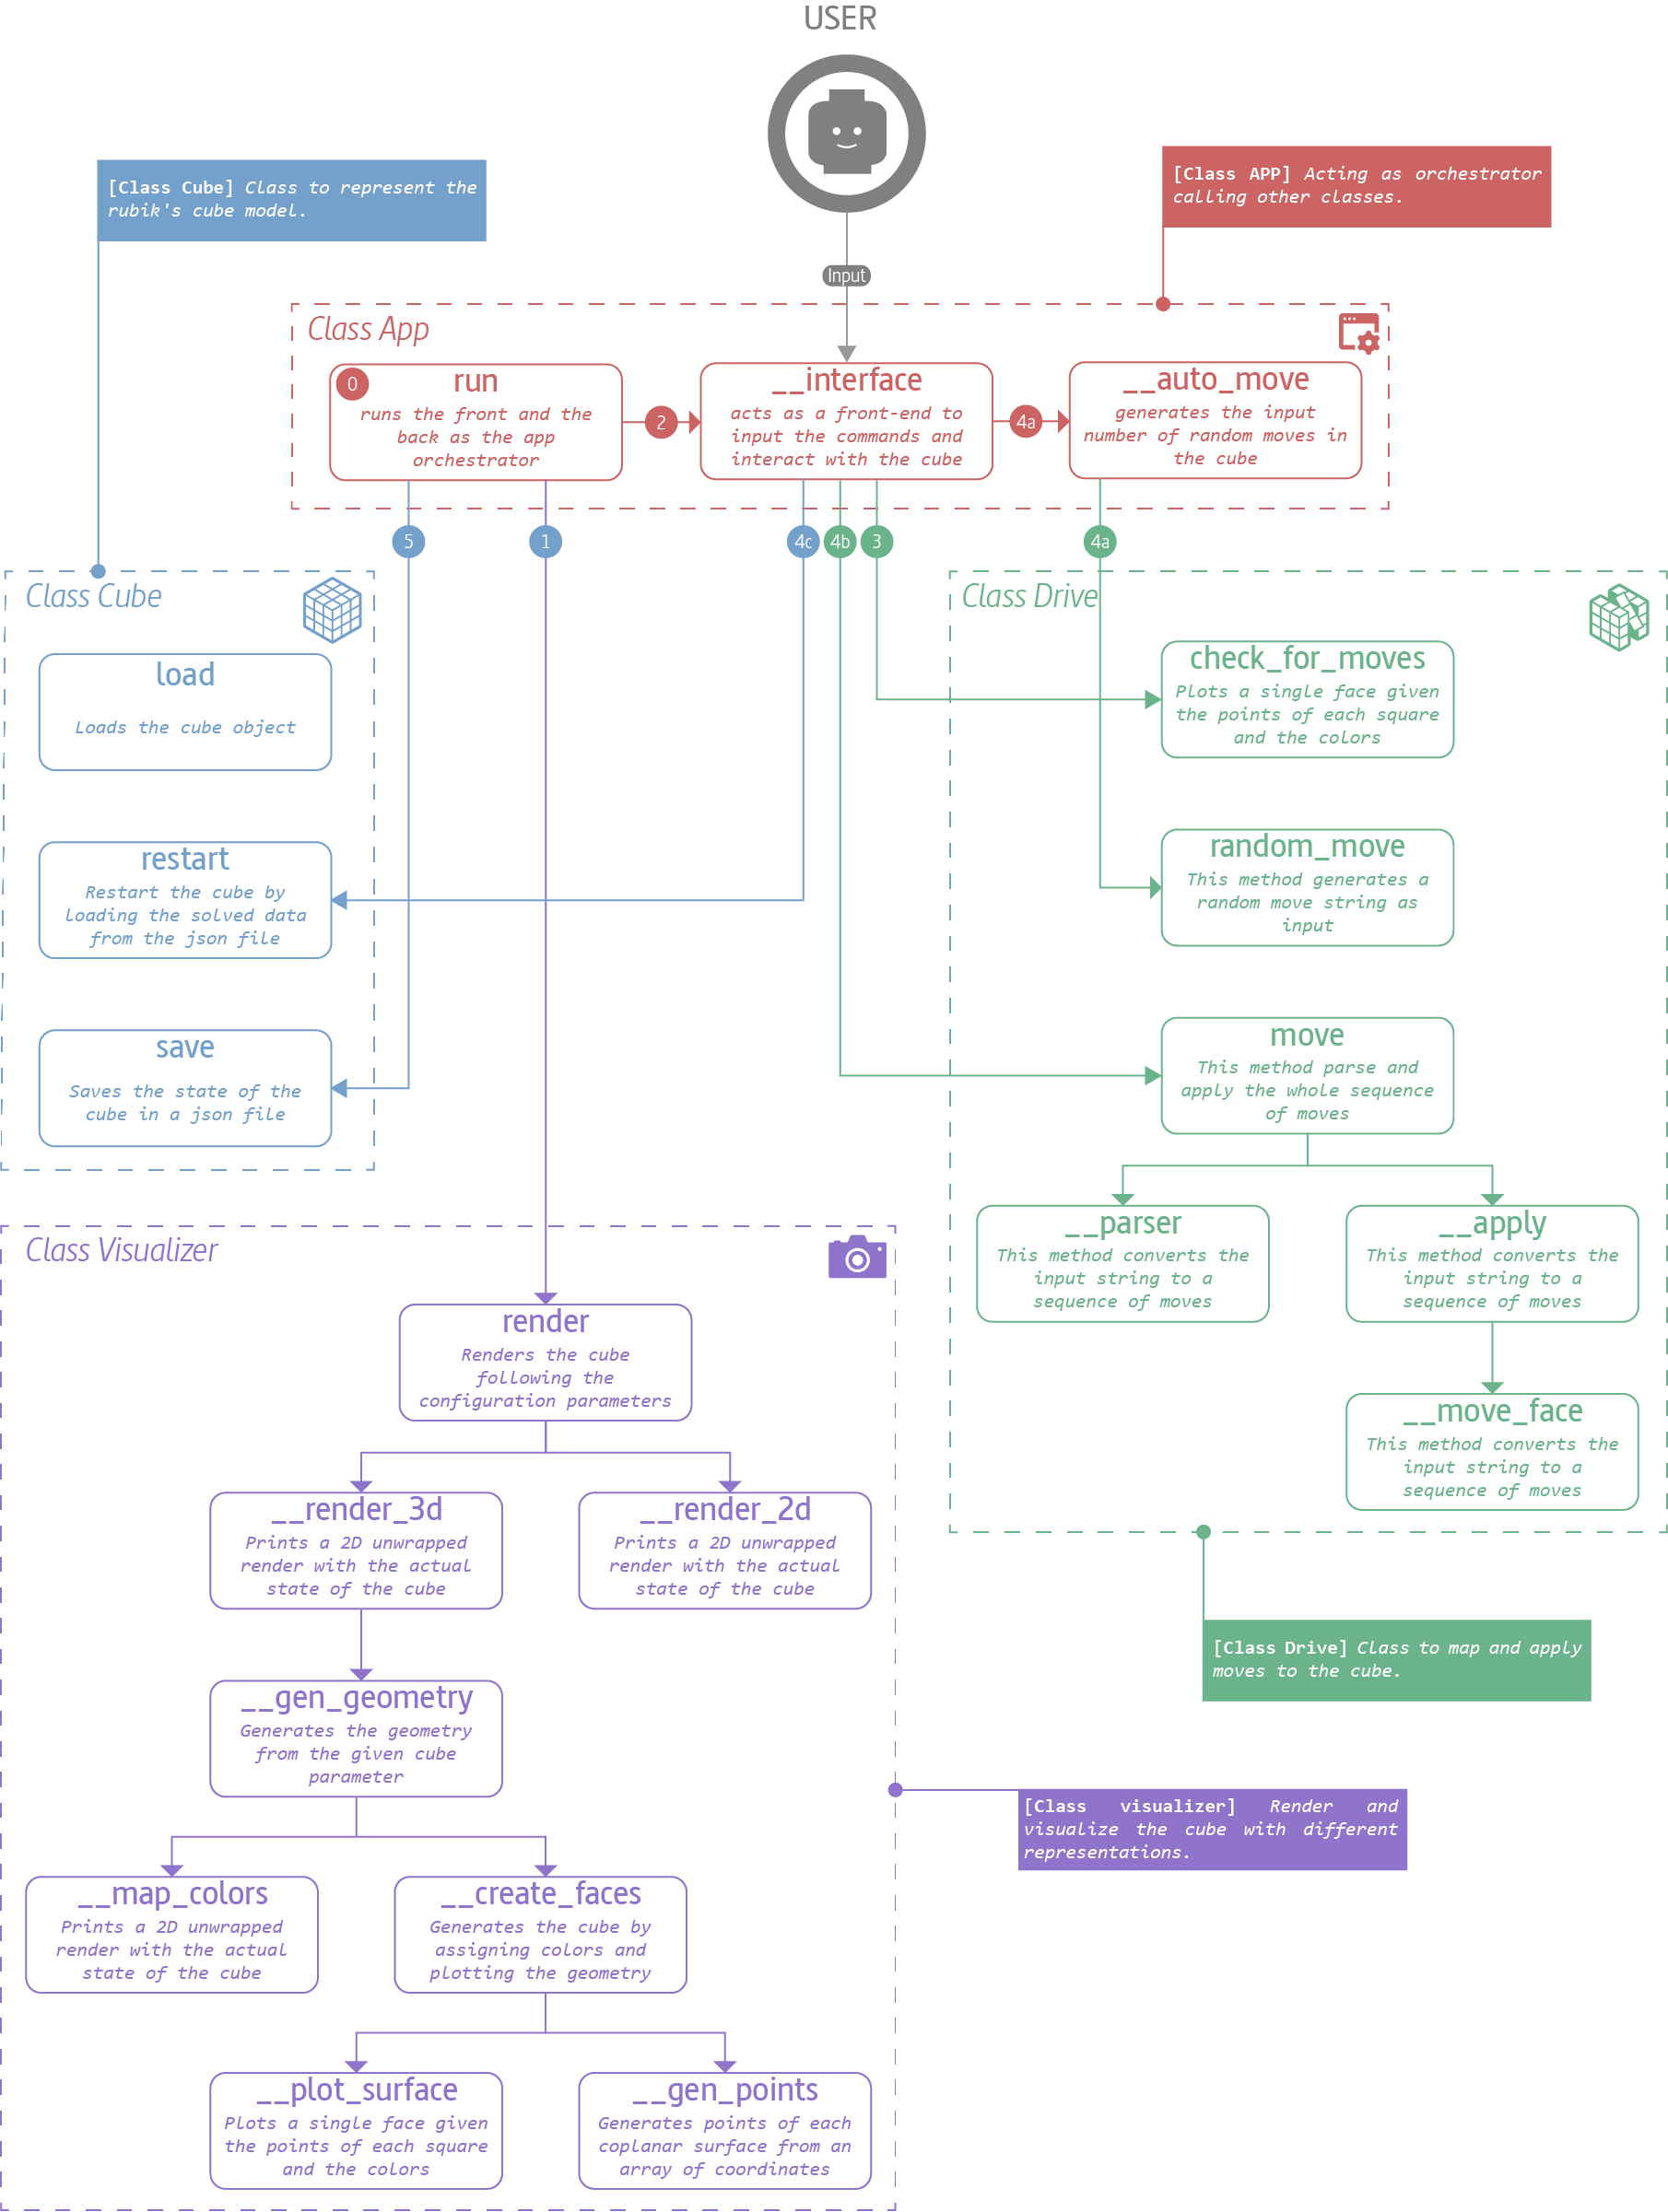 USER
[Class Cube] Class to represent the
rubik's cube model.
[Class APP] Acting as orchestrator
calling other classes.
Input
Class App
0
run
runs the front and the
back as the app
orchestrator
2
__interface
acts as a front-end to
input the commands and
interact with the cube
4a
__auto_move
generates the input
number of random moves in
the cube
5
1
4c
4b
3
4a
Class Cube
load
Loads the cube object
restart
Restart the cube by
loading the solved data
from the json file
save
Saves the state of the
cube in a json file
Class Drive
check_for_moves
Plots a single face given
the points of each square
and the colors
random_move
This method generates a
random move string as
input
move
This method parse and
apply the whole sequence
of moves
__parser
This method converts the
input string to a
sequence of moves
__apply
This method converts the
input string to a
sequence of moves
__move_face
This method converts the
input string to a
sequence of moves
[Class Drive] Class to map and apply
moves to the cube.
Class Visualizer
render
Renders the cube
following the
configuration parameters
__render_3d
Prints a 2D unwrapped
render with the actual
state of the cube
__render_2d
Prints a 2D unwrapped
render with the actual
state of the cube
__gen_geometry
Generates the geometry
from the given cube
parameter
[Class visualizer] Render and
visualize the cube with different
representations.
__map_colors
Prints a 2D unwrapped
render with the actual
state of the cube
__create_faces
Generates the cube by
assigning colors and
plotting the geometry
__plot_surface
Plots a single face given
the points of each square
and the colors
__gen_points
Generates points of each
coplanar surface from an
array of coordinates